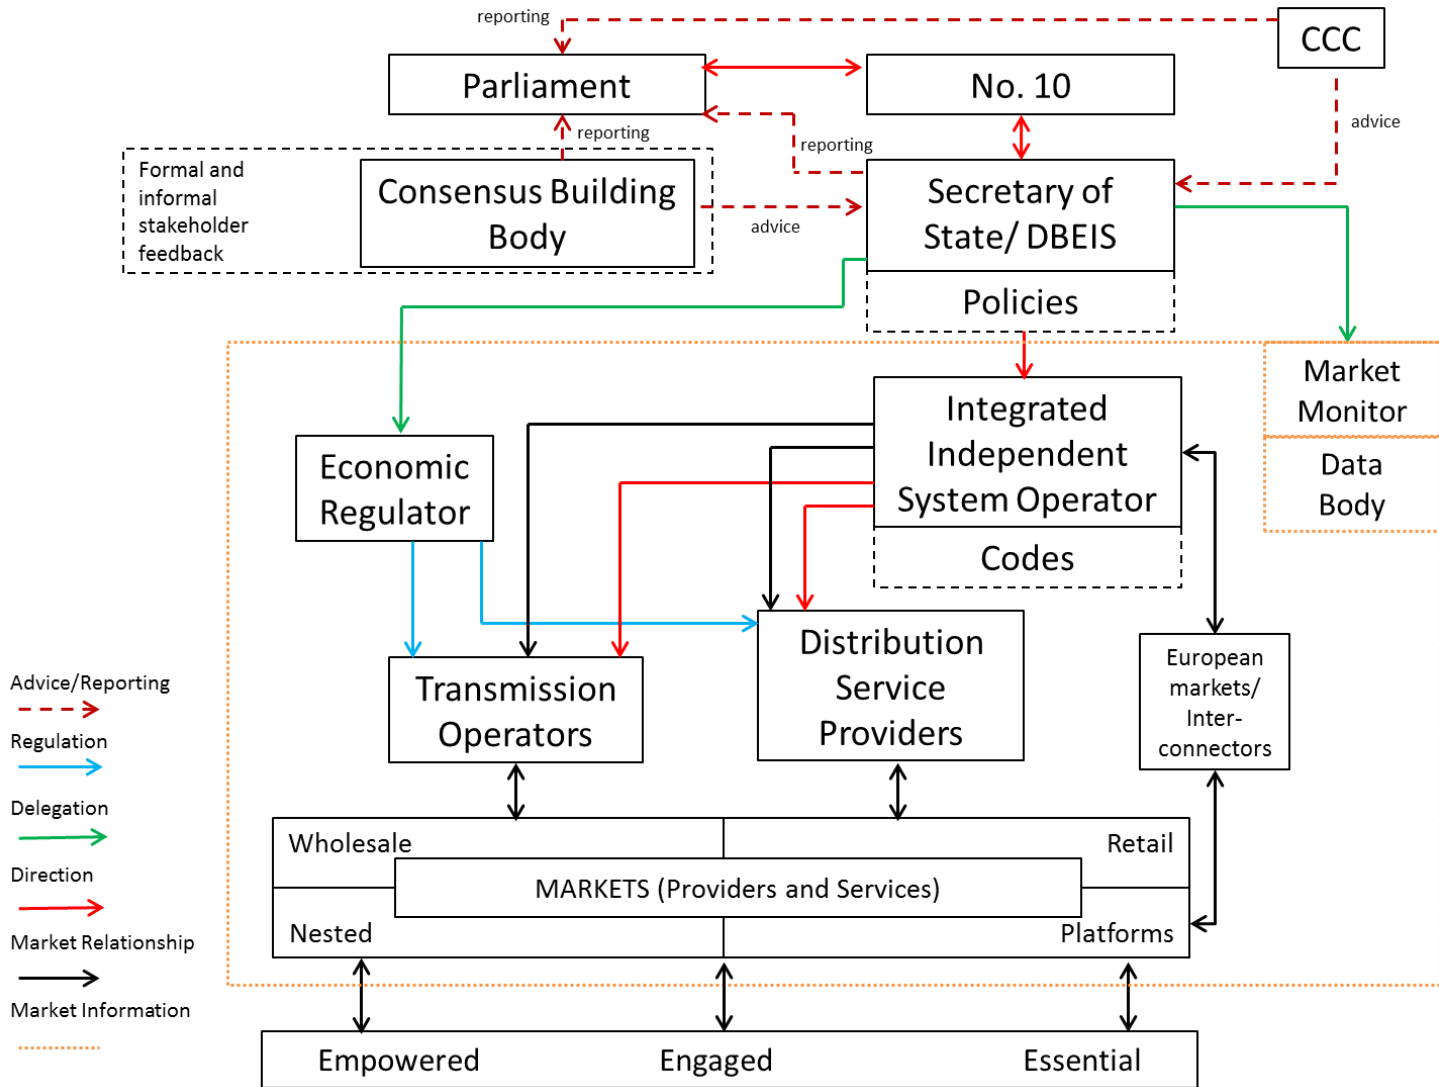 reporting
CCC
Parliament
No. 10
reporting
reporting
advice
Formal and
informal
stakeholder
feedback
Consensus Building
Body
advice
Secretary of
State/ DBEIS
Policies
Market
Monitor
Data
Body
Integrated
Independent
System Operator
Codes
Economic
Regulator
Distribution
Service
Providers
Transmission
Operators
European
markets/
Inter-
connectors
Advice/Reporting
Regulation
Delegation
Direction
Market Relationship
Market Information
Wholesale
Retail
MARKETS (Providers and Services)
Nested
Platforms
Empowered
Engaged
Essential